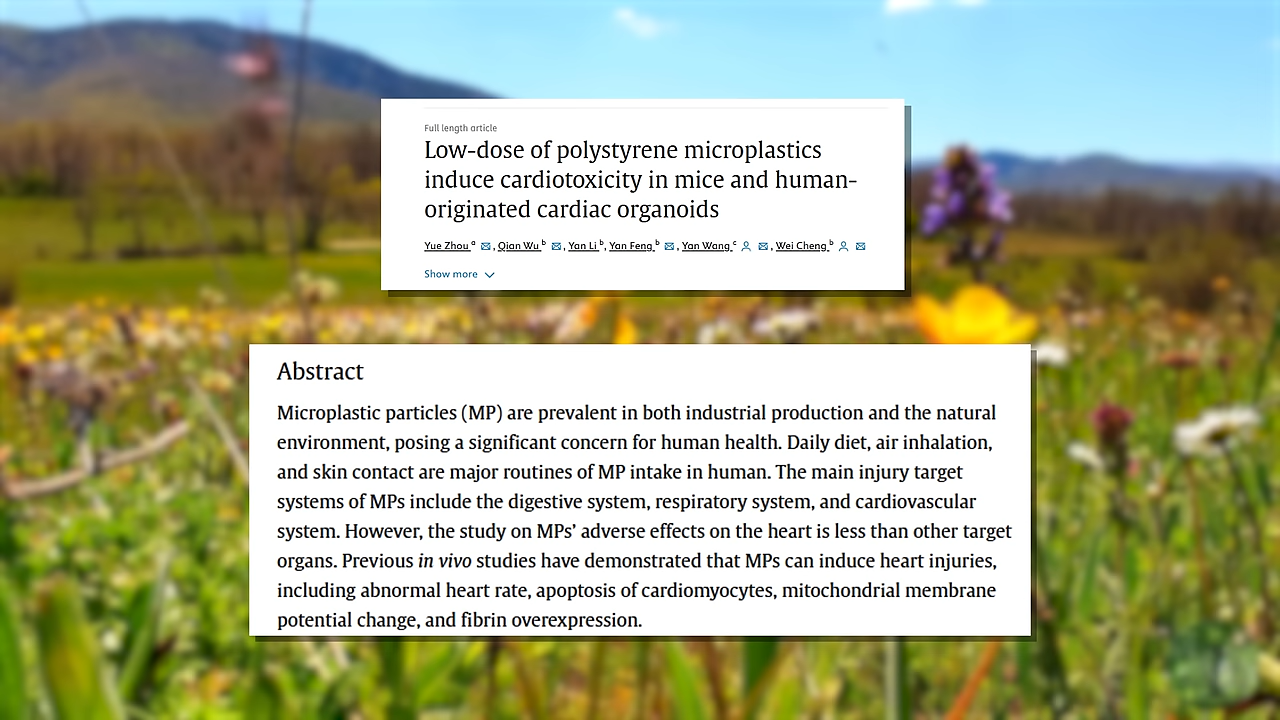 Full length article
Low-dose of polystyrene microplastics
induce cardiotoxicity in mice and human-
originated cardiac organoids
Yue Zhou a, Qian Wu b, Yan Li b, Yan Feng b, Yan Wang c, Wei Cheng b
Show more
Abstract
Microplastic particles (MP) are prevalent in both industrial production and the natural
environment, posing a significant concern for human health. Daily diet, air inhalation,
and skin contact are major routines of MP intake in human. The main injury target
systems of MPs include the digestive system, respiratory system, and cardiovascular
system. However, the study on MPs’ adverse effects on the heart is less than other target
organs. Previous in vivo studies have demonstrated that MPs can induce heart injuries,
including abnormal heart rate, apoptosis of cardiomyocytes, mitochondrial membrane
potential change, and fibrin overexpression.